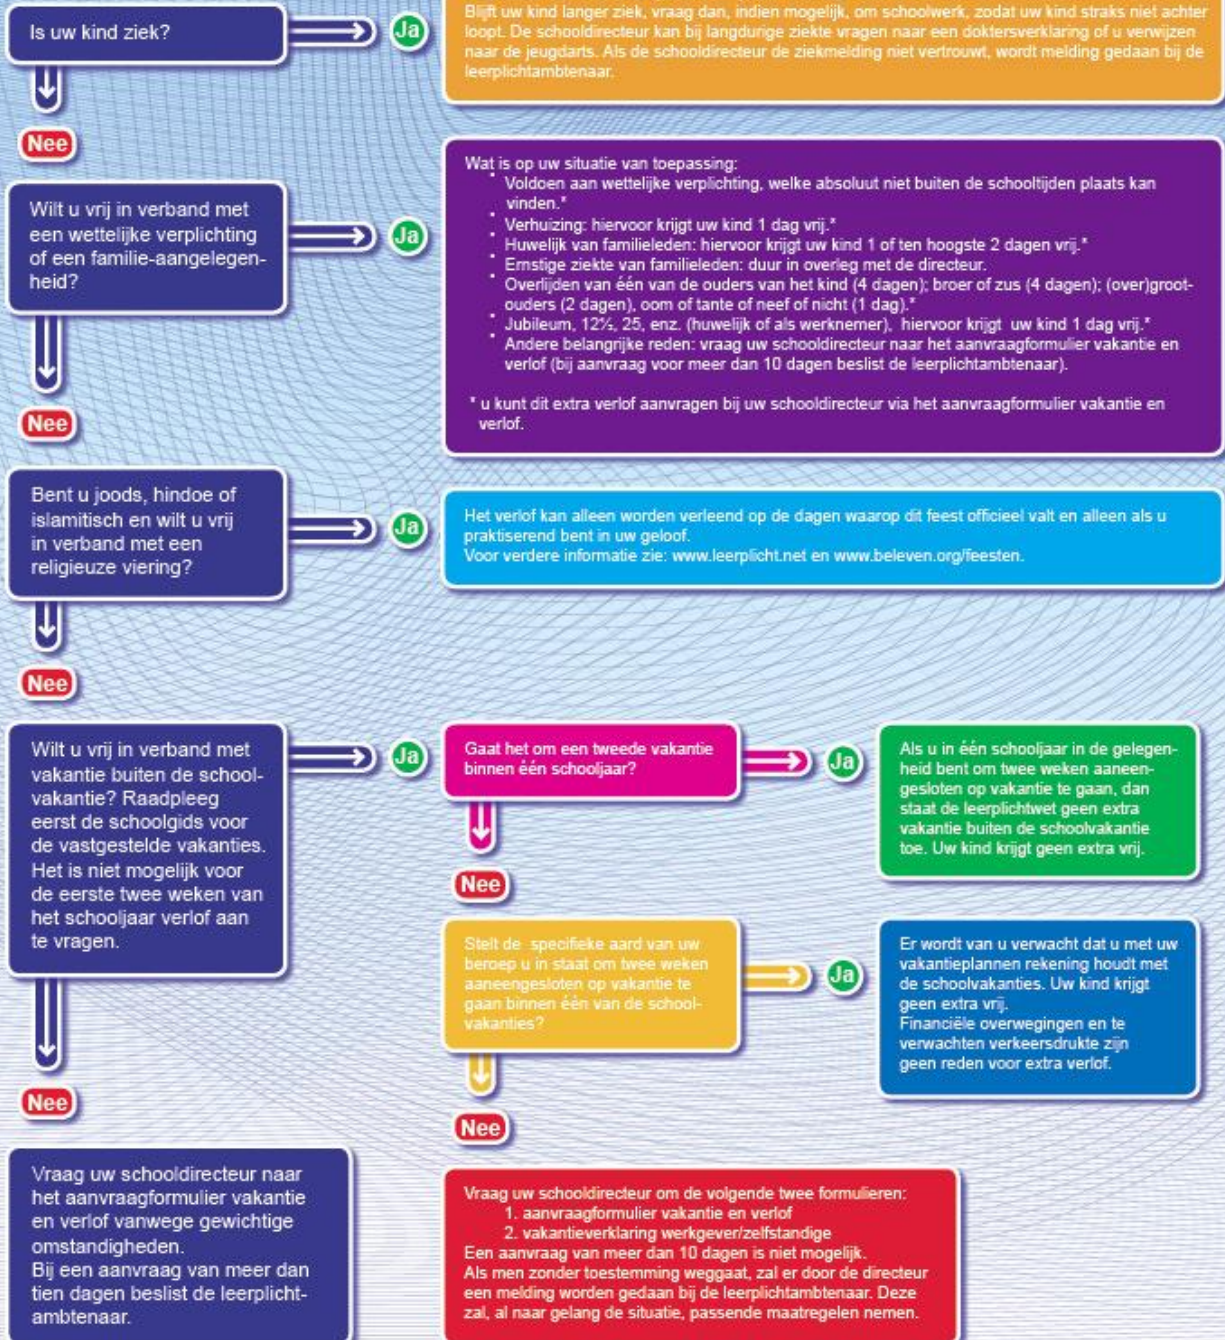 Is uw kind ziek?
Ja
Blijft uw kind langer ziek, vraag dan, indien mogelijk, om schoolwerk, zodat uw kind straks niet achter
loopt. De schooldirecteur kan bij langdurige ziekte vragen naar een doktersverklaring of u verwijzen
naar de jeugdarts. Als de schooldirecteur de ziekmelding niet vertrouwt, wordt melding gedaan bij de
leerplichtambtenaar.
Nee
Wilt u vrij in verband met
een wettelijke verplichting
of een familie-aangelegen-
heid?
Ja
Wat is op uw situatie van toepassing:
* Voldoen aan wettelijke verplichting, welke absoluut niet buiten de schooltijden plaats kan
vinden.*
* Verhuizing: hiervoor krijgt uw kind 1 dag vrij.*
* Huwelijk van familieleden: hiervoor krijgt uw kind 1 of ten hoogste 2 dagen vrij.*
* Ernstige ziekte van familieleden: duur in overleg met de directeur.
* Overlijden van één van de ouders van het kind (4 dagen); broer of zus (4 dagen); (over)groot-
ouders (2 dagen), oom of tante of neef of nicht (1 dag).*
* Jubileum, 12½, 25, enz. (huwelijk of als werknemer), hiervoor krijgt uw kind 1 dag vrij.*
* Andere belangrijke reden: vraag uw schooldirecteur naar het aanvraagformulier vakantie en
verlof (bij aanvraag voor meer dan 10 dagen beslist de leerplichtambtenaar).
* u kunt dit extra verlof aanvragen bij uw schooldirecteur via het aanvraagformulier vakantie en
verlof.
Nee
Bent u joods, hindoe of
islamitisch en wilt u vrij
in verband met een
religieuze viering?
Ja
Het verlof kan alleen worden verleend op de dagen waarop dit feest officieel valt en alleen als u
praktiserend bent in uw geloof.
Voor verdere informatie zie: www.leerplicht.net en www.beleven.org/feesten.
Nee
Wilt u vrij in verband met
vakantie buiten de school-
vakantie? Raadpleeg
eerst de schoolgids voor
de vastgestelde vakanties.
Het is niet mogelijk voor
de eerste twee weken van
het schooljaar verlof aan
te vragen.
Ja
Gaat het om een tweede vakantie
binnen één schooljaar?
Ja
Als u in één schooljaar in de gelegen-
heid bent om twee weken aaneen-
gesloten op vakantie te gaan, dan
staat de leerplichtwet geen extra
vakantie buiten de schoolvakantie
toe. Uw kind krijgt geen extra vrij.
Nee
Stelt de specifieke aard van uw
beroep u in staat om twee weken
aaneengesloten op vakantie te
gaan binnen één van de school-
vakanties?
Ja
Er wordt van u verwacht dat u met uw
vakantieplannen rekening houdt met
de schoolvakanties. Uw kind krijgt
geen extra vrij.
Financiële overwegingen en te
verwachten verkeersdrukte zijn
geen reden voor extra verlof.
Nee
Nee
Vraag uw schooldirecteur naar
het aanvraagformulier vakantie
en verlof vanwege gewichtige
omstandigheden.
Bij een aanvraag van meer dan
tien dagen beslist de leerplicht-
ambtenaar.
Vraag uw schooldirecteur om de volgende twee formulieren:
1. aanvraagformulier vakantie en verlof
2. vakantieverklaring werkgever/zelfstandige
Een aanvraag van meer dan 10 dagen is niet mogelijk.
Als men zonder toestemming weggaat, zal er door de directeur
een melding worden gedaan bij de leerplichtambtenaar. Deze
zal, al naar gelang de situatie, passende maatregelen nemen.